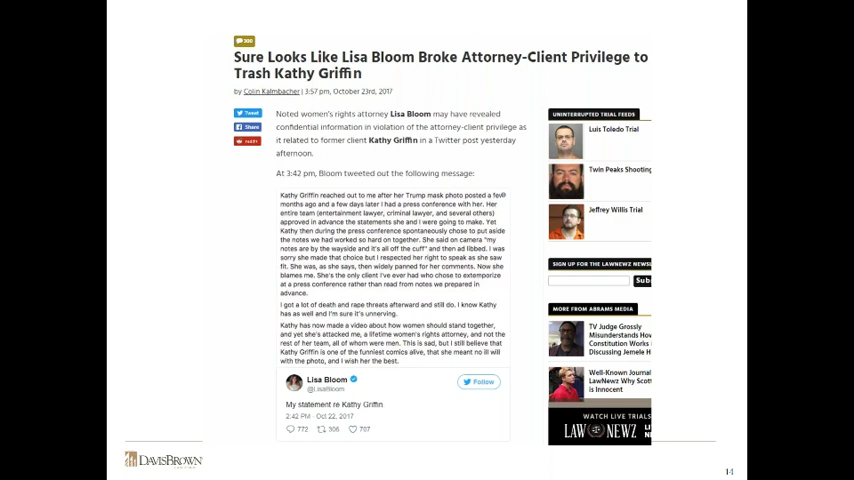 300
Sure Looks Like Lisa Bloom Broke Attorney-Client Privilege to
Trash Kathy Griffin
by Colin Kalmbacher | 3:57 pm, October 23rd, 2017
Tweet
Share
reddit
Noted women's rights attorney Lisa Bloom may have revealed
confidential information in violation of the attorney-client privilege as
it related to former client Kathy Griffin in a Twitter post yesterday
afternoon.
At 3:42 pm, Bloom tweeted out the following message:
Kathy Griffin reached out to me after her Trump mask photo posted a few
months ago and a few days later I had a press conference with her. Her
entire team (entertainment lawyer, criminal lawyer, and several others)
approved in advance the statements she and I were going to make. Yet
Kathy then during the press conference spontaneously chose to put aside
the notes we had worked so hard on together. She said on camera "my
notes are by the wayside and it's all off the cuff" and then ad libbed. I was
sorry she made that choice but I respected her right to speak as she saw
fit. She was, as she says, then widely panned for her comments. Now she
blames me. She's the only client I've ever had who chose to extemporize
at a press conference rather than read from notes we prepared in
advance.
I got a lot of death and rape threats afterward and still do. I know Kathy
has as well and I'm sure it's unnerving.
Kathy has now made a video about how women should stand together,
and yet she's attacked me, a lifetime women's rights attorney, and not the
rest of her team, all of whom were men. This is sad, but I still believe that
Kathy Griffin is one of the funniest comics alive, that she meant no ill will
with the photo, and I wish her the best.
Lisa Bloom
@LisaBloom
Follow
My statement re Kathy Griffin
2:42 PM - Oct 22, 2017
772 306 767
UNINTERRUPTED TRIAL FEEDS
Luis Toledo Trial
Twin Peaks Shooting
Jeffrey Willis Trial
SIGN UP FOR THE LAWNEWZ NEWSL
Sub
MORE FROM ABRAMS MEDIA
TV Judge Grossly
Misunderstands How
Constitution Works
Discussing Jemele H
Well-Known Journal
LawNewz Why Scot
is Innocent
WATCH LIVE TRIALS
LAW NEWZ
LI
NE
DAVISBROWN
14